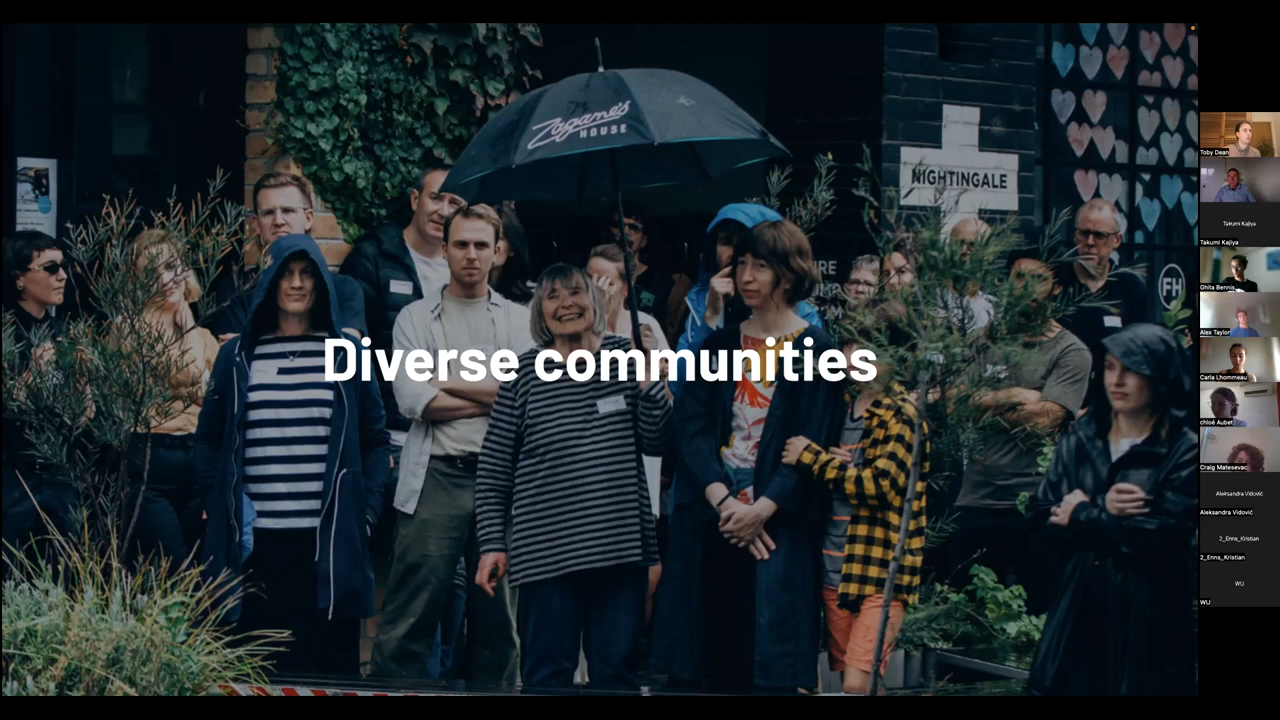 Zagame's
HOUSE
NIGHTINGALE
FH
Diverse communities
Toby Dean
Takumi Kajiya
Takumi Kajiya
Ghita Bennis
Alex Taylor
Carla Lhommeau
chloé Aubet
Craig Matesevac
Aleksandra Vidović
Aleksandra Vidović
2_Enns_Kristian
2_Enns_Kristian
WU
WU